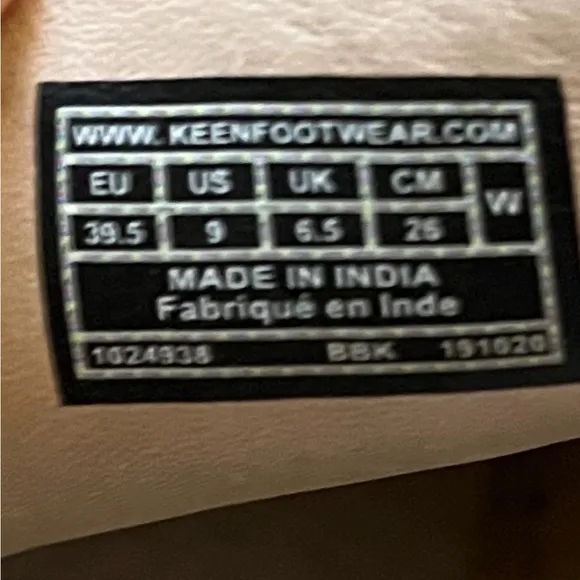 WWW.KEENFOOTWEAR.COM
EU US UK CM W
39.5 9 6.5 26
MADE IN INDIA
Fabriqué en Inde
1024938 BBK 191020